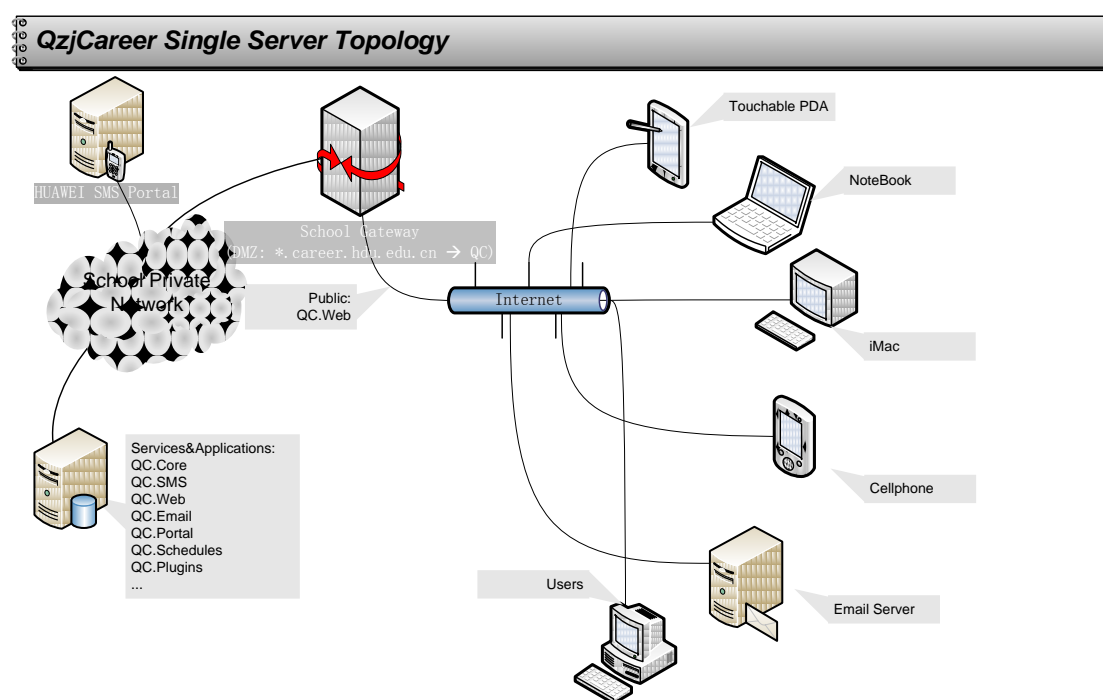 QzjCareer Single Server Topology
Touchable PDA
NoteBook
HUAWEI SMS Portal
School Gateway
(DMZ: *.career.hdu.edu.cn → QC)
School Private
Network
Public:
QC.Web
Internet
iMac
Services&Applications:
QC.Core
QC.SMS
QC.Web
QC.Email
QC.Portal
QC.Schedules
QC.Plugins
...
Cellphone
Users
Email Server